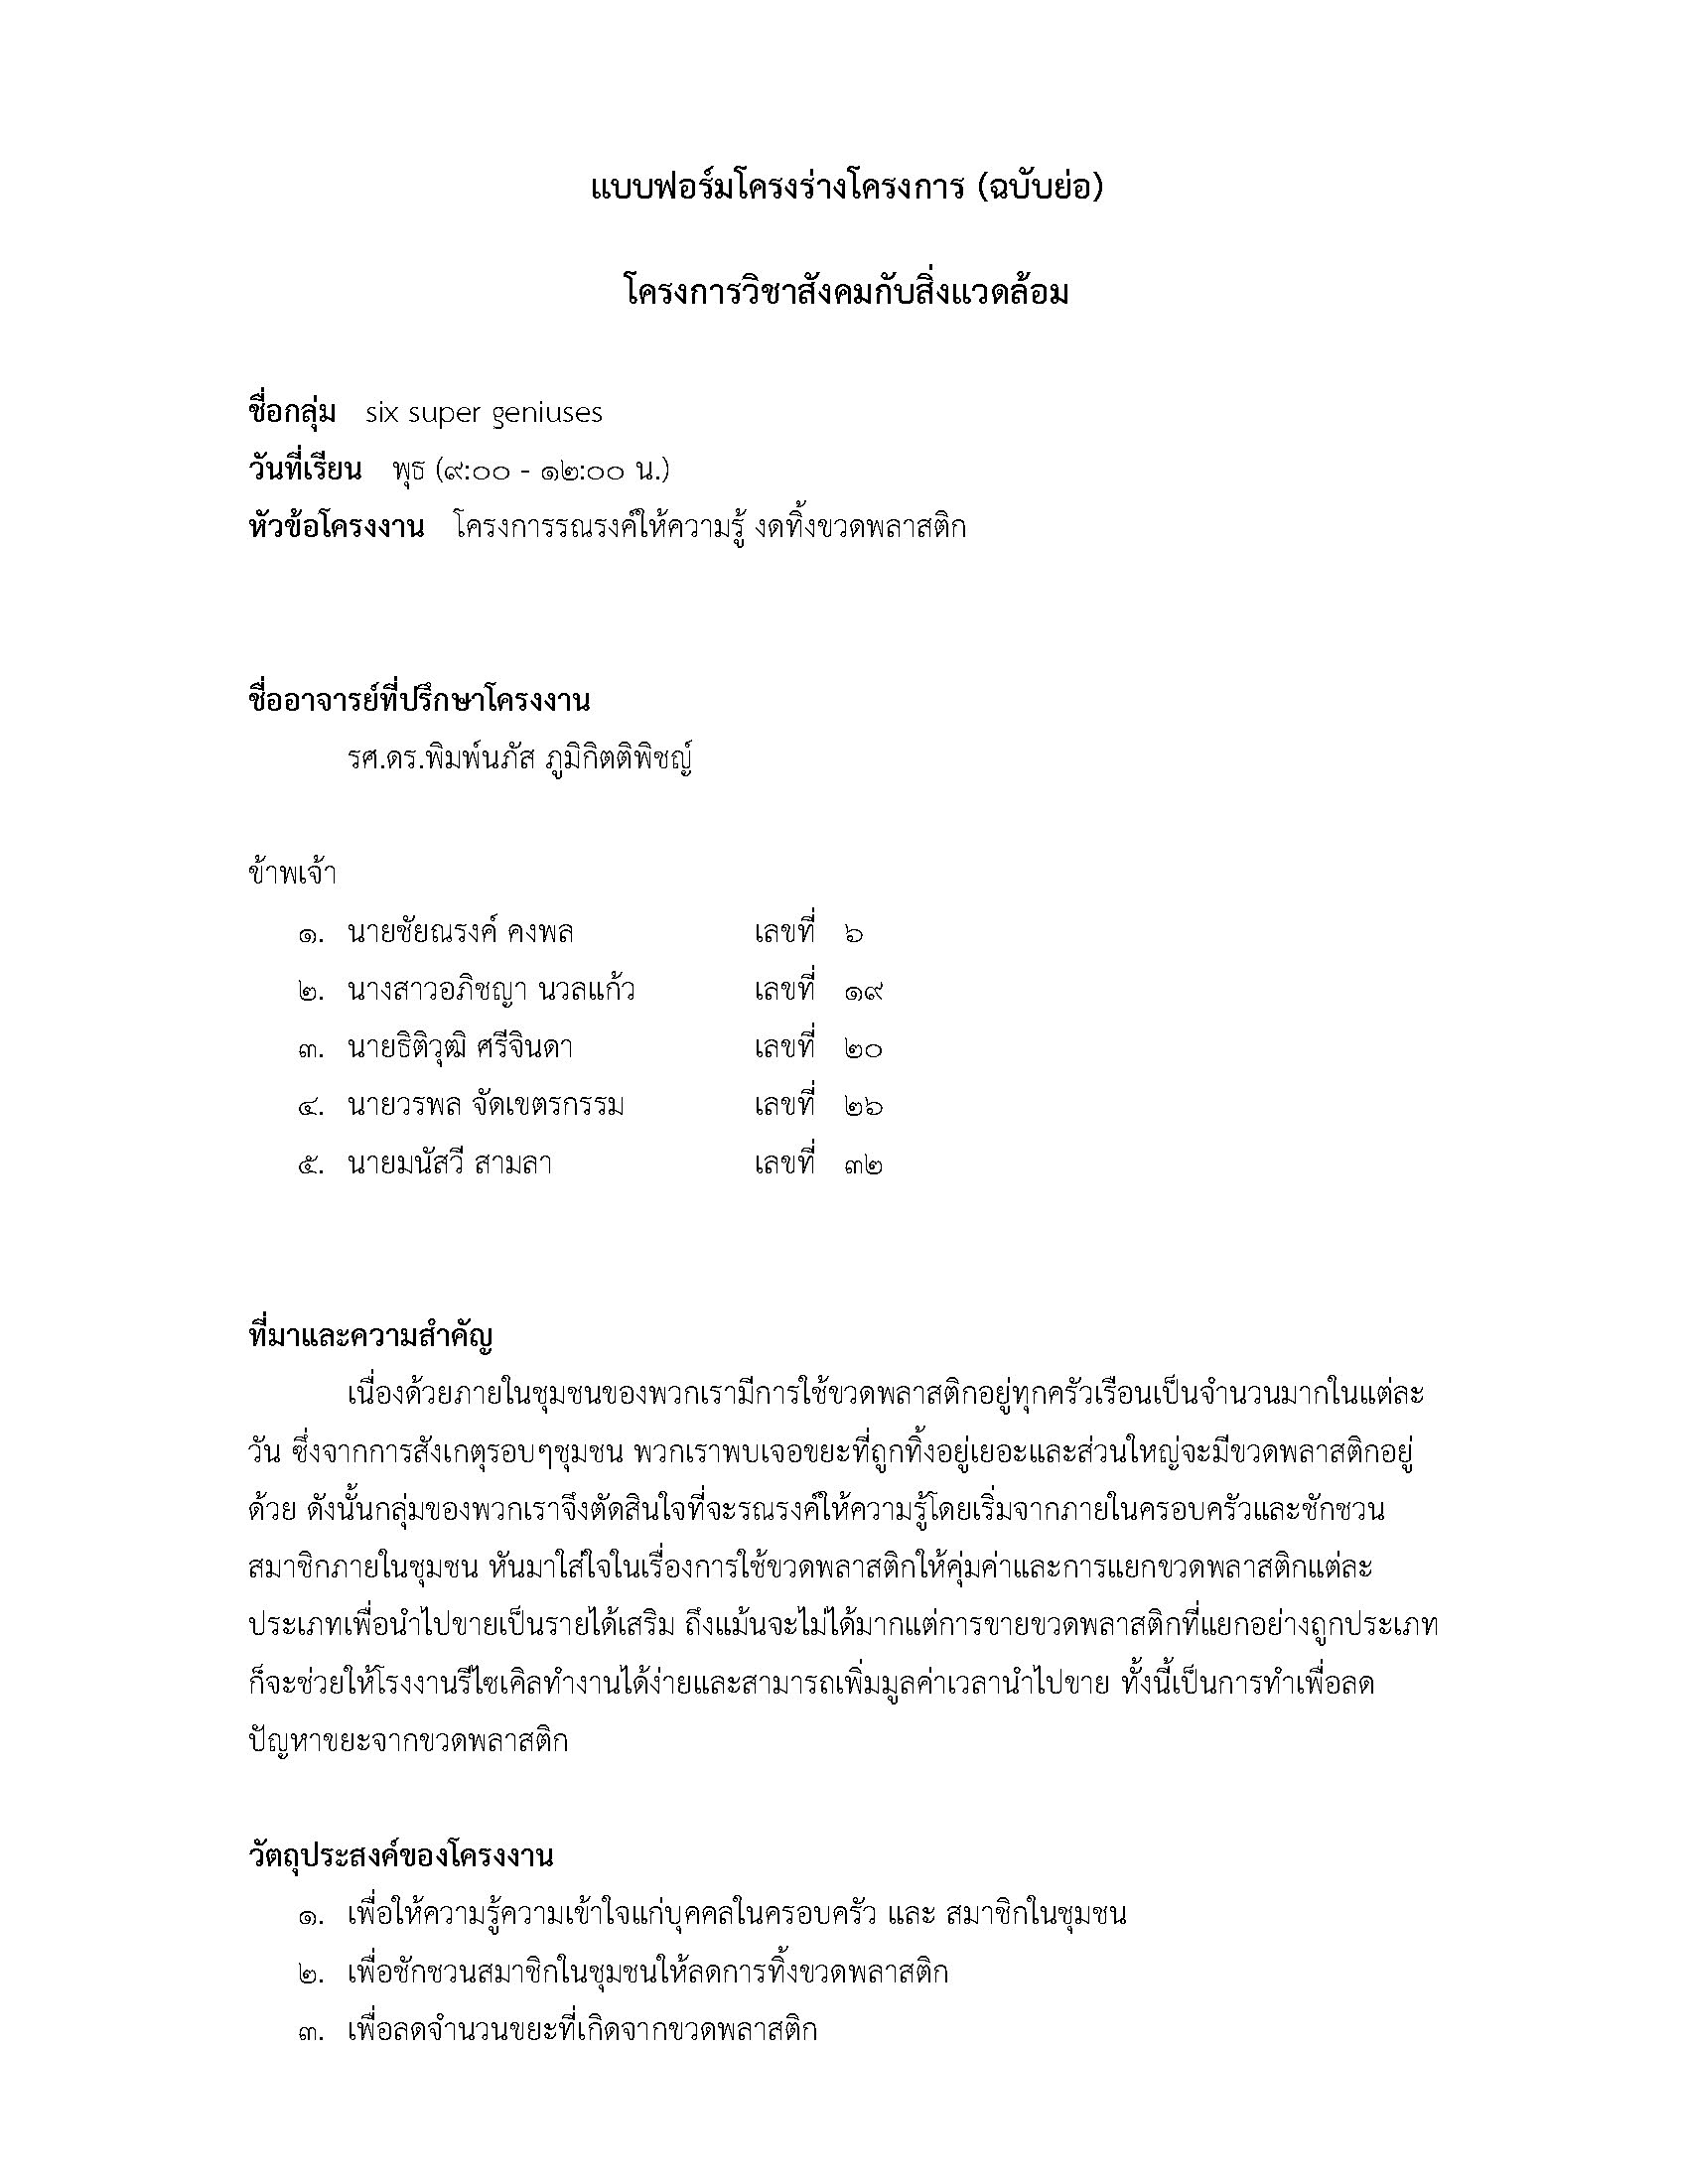 แบบฟอร์มโครงร่างโครงการ (ฉบับย่อ)
โครงการวิชาสังคมกับสิ่งแวดล้อม
ชื่อกลุ่ม six super geniuses
วันที่เรียน พุธ (๙:๐๐ - ๑๒:๐๐ น.)
หัวข้อโครงงาน โครงการรณรงค์ให้ความรู้ งดทิ้งขวดพลาสติก
ชื่ออาจารย์ที่ปรึกษาโครงงาน
รศ.ดร.พิมพ์นภัส ภูมิกิตติพิชญ์
ข้าพเจ้า
๑. นายชัยณรงค์ คงพล เลขที่ ๖
๒. นางสาวอภิชญา นวลแก้ว เลขที่ ๑๙
๓. นายธิติวุฒิ ศรีจินดา เลขที่ ๒๐
๔. นายวรพล จัดเขตรกรรม เลขที่ ๒๖
๕. นายมนัสวี สามลา เลขที่ ๓๒
ที่มาและความสำคัญ
เนื่องด้วยภายในชุมชนของพวกเรามีการใช้ขวดพลาสติกอยู่ทุกครัวเรือนเป็นจำนวนมากในแต่ละ
วัน ซึ่งจากการสังเกตุรอบๆชุมชน พวกเราพบเจอขยะที่ถูกทิ้งอยู่เยอะและส่วนใหญ่จะมีขวดพลาสติกอยู่
ด้วย ดังนั้นกลุ่มของพวกเราจึงตัดสินใจที่จะรณรงค์ให้ความรู้โดยเริ่มจากภายในครอบครัวและชักชวน
สมาชิกภายในชุมชน หันมาใส่ใจในเรื่องการใช้ขวดพลาสติกให้คุ่มค่าและการแยกขวดพลาสติกแต่ละ
ประเภทเพื่อนำไปขายเป็นรายได้เสริม ถึงแม้นจะไม่ได้มากแต่การขายขวดพลาสติกที่แยกอย่างถูกประเภท
ก็จะช่วยให้โรงงานรีไซเคิลทำงานได้ง่ายและสามารถเพิ่มมูลค่าเวลานำไปขาย ทั้งนี้เป็นการทำเพื่อลด
ปัญหาขยะจากขวดพลาสติก
วัตถุประสงค์ของโครงงาน
๑. เพื่อให้ความรู้ความเข้าใจแก่บุคคลในครอบครัว และ สมาชิกในชุมชน
๒. เพื่อชักชวนสมาชิกในชุมชนให้ลดการทิ้งขวดพลาสติก
๓. เพื่อลดจำนวนขยะที่เกิดจากขวดพลาสติก